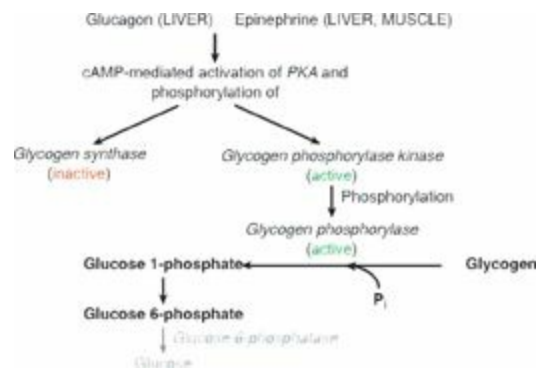 Glucagon (LIVER) Epinephrine (LIVER, MUSCLE)
cAMP-mediated activation of PKA and
phosphorylation of
Glycogen synthase
(inactive)
Glycogen phosphorylase kinase
(active)
Phosphorylation
Glycogen phosphorylase
(active)
Glucose 1-phosphate
Glycogen
Pi
Glucose 6-phosphate
Glucose 6-phosphatase
Glucose